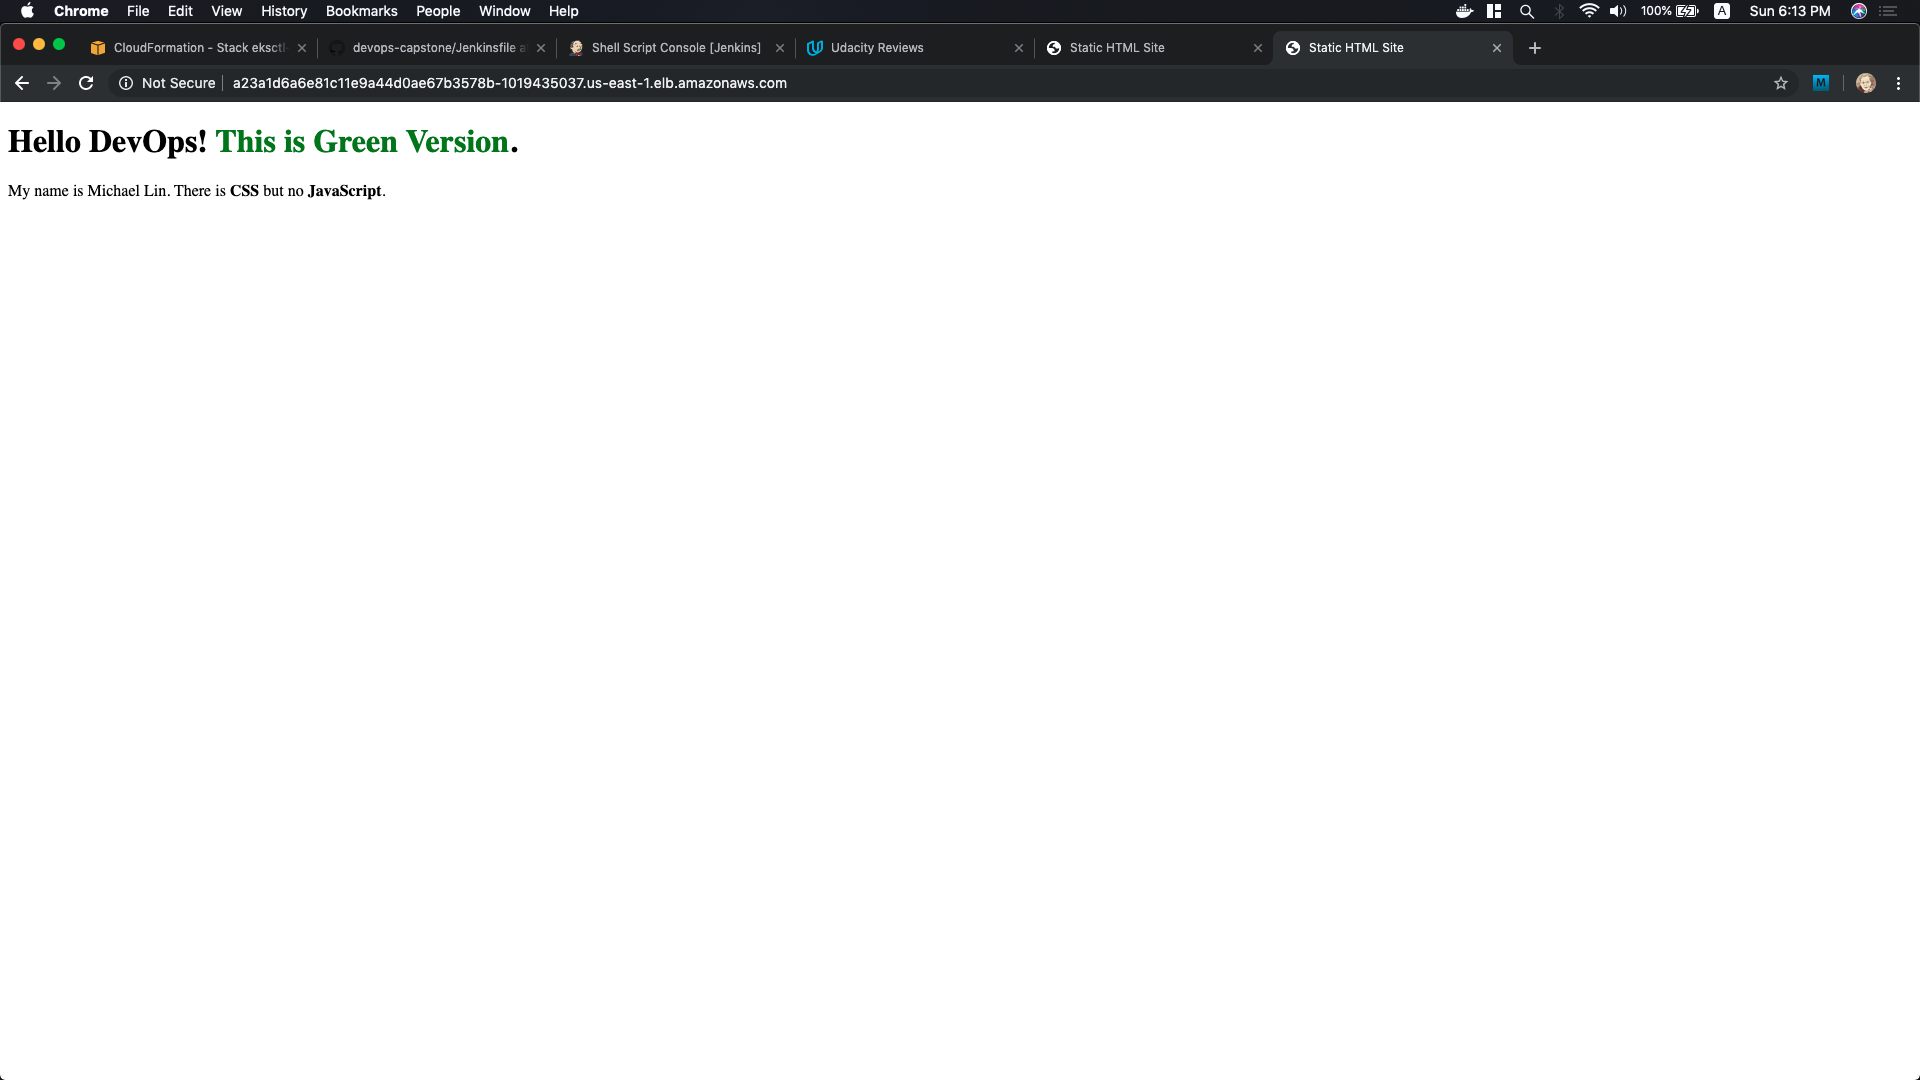 Chrome File Edit View History Bookmarks People Window Help 100% A Sun 6:13 PM
CloudFormation - Stack eksctl devops-capstone/Jenkinsfile a Shell Script Console [Jenkins] Udacity Reviews Static HTML Site Static HTML Site
Not Secure a23a1d6a6e81c11e9a44d0ae67b3578b-1019435037.us-east-1.elb.amazonaws.com M
Hello DevOps! This is Green Version.
My name is Michael Lin. There is CSS but no JavaScript.